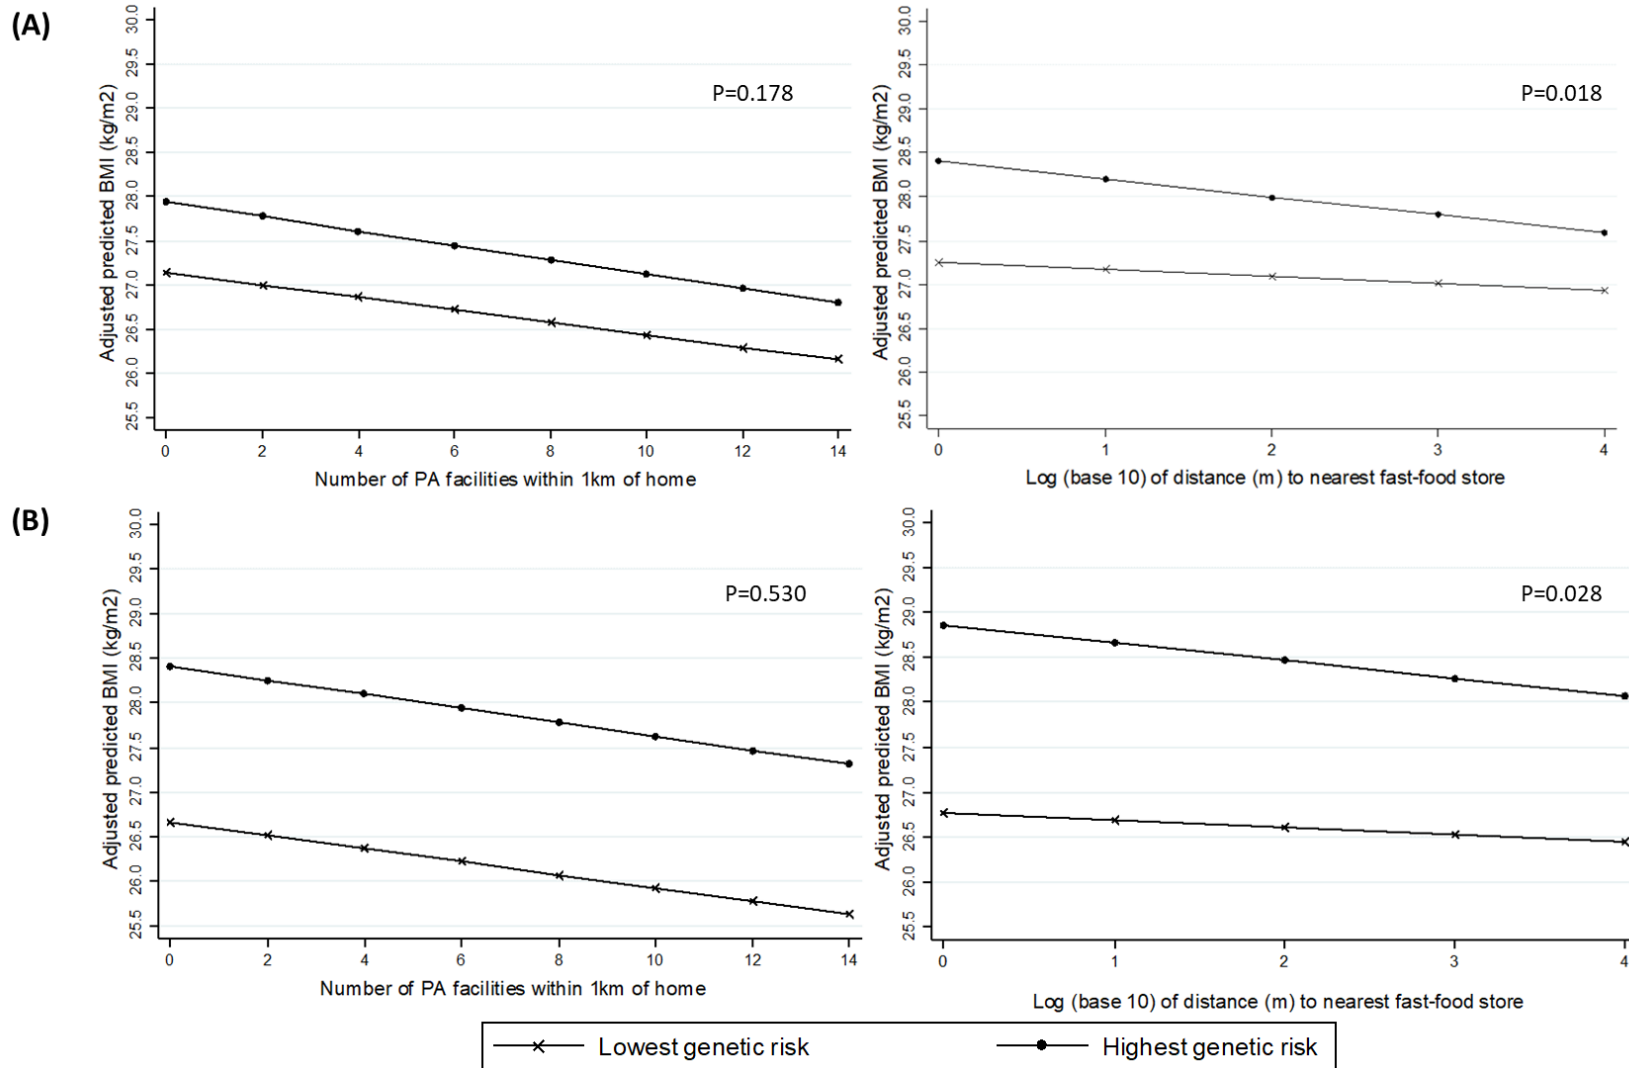 (A)
Adjusted predicted BMI (kg/m2)
30.0
29.5
29.0
28.5
28.0
27.5
27.0
26.5
26.0
25.5
P=0.178
0 2 4 6 8 10 12 14
Number of PA facilities within 1km of home
Adjusted predicted BMI (kg/m2)
30.0
29.5
29.0
28.5
28.0
27.5
27.0
26.5
26.0
25.5
P=0.018
0 1 2 3 4
Log (base 10) of distance (m) to nearest fast-food store
(B)
Adjusted predicted BMI (kg/m2)
30.0
29.5
29.0
28.5
28.0
27.5
27.0
26.5
26.0
25.5
P=0.530
0 2 4 6 8 10 12 14
Number of PA facilities within 1km of home
Adjusted predicted BMI (kg/m2)
30.0
29.5
29.0
28.5
28.0
27.5
27.0
26.5
26.0
25.5
P=0.028
0 1 2 3 4
Log (base 10) of distance (m) to nearest fast-food store
Lowest genetic risk Highest genetic risk